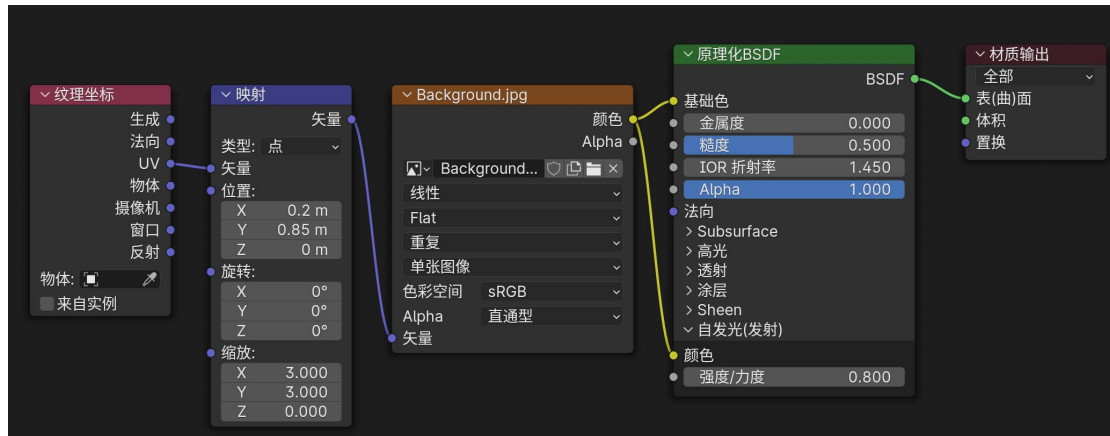 纹理坐标
生成
法向
UV
物体
摄像机
窗口
反射
物体:
来自实例
映射
矢量
类型: 点
矢量
位置:
X 0.2 m
Y 0.85 m
Z 0 m
旋转:
X 0°
Y 0°
Z 0°
缩放:
X 3.000
Y 3.000
Z 0.000
Background.jpg
颜色
Alpha
Background...
线性
Flat
重复
单张图像
色彩空间 sRGB
Alpha 直通型
矢量
原理化BSDF
BSDF
基础色
金属度 0.000
糙度 0.500
IOR 折射率 1.450
Alpha 1.000
法向
Subsurface
高光
透射
涂层
Sheen
自发光(发射)
颜色
强度/力度 0.800
材质输出
全部
表(曲)面
体积
置换